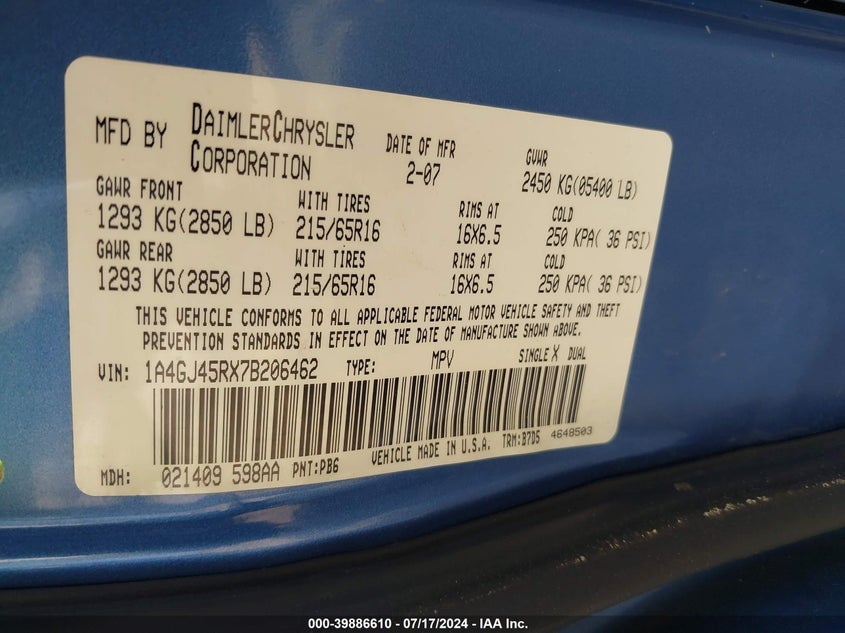 MFD BY DAIMLERCHRYSLER CORPORATION DATE OF MFR 2-07 GVWR 2450 KG(05400 LB)
GAWR FRONT WITH TIRES RIMS AT COLD
1293 KG(2850 LB) 215/65R16 16X6.5 250 KPA( 36 PSI)
GAWR REAR WITH TIRES RIMS AT COLD
1293 KG(2850 LB) 215/65R16 16X6.5 250 KPA( 36 PSI)
THIS VEHICLE CONFORMS TO ALL APPLICABLE FEDERAL MOTOR VEHICLE SAFETY AND THEFT
PREVENTION STANDARDS IN EFFECT ON THE DATE OF MANUFACTURE SHOWN ABOVE.
VIN: 1A4GJ45RX7B206462 TYPE: MPV SINGLE X DUAL
MDH: 021409 598AA PNT:PB6 VEHICLE MADE IN U.S.A. TRM:B7D5 4648503
000-39886610 - 07/17/2024 - IAA Inc.